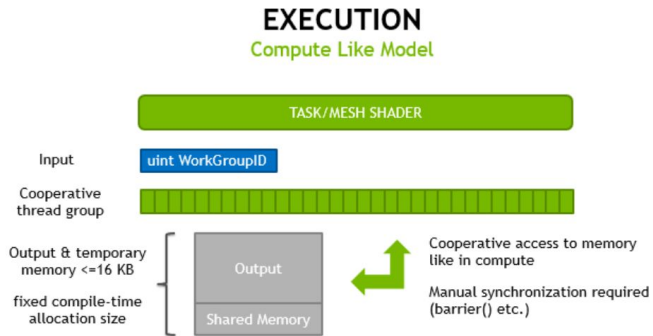 EXECUTION
Compute Like Model
TASK/MESH SHADER
Input
uint WorkGroupID
Cooperative
thread group
Output & temporary
memory <=16 KB
fixed compile-time
allocation size
Output
Shared Memory
Cooperative access to memory
like in compute
Manual synchronization required
(barrier() etc.)